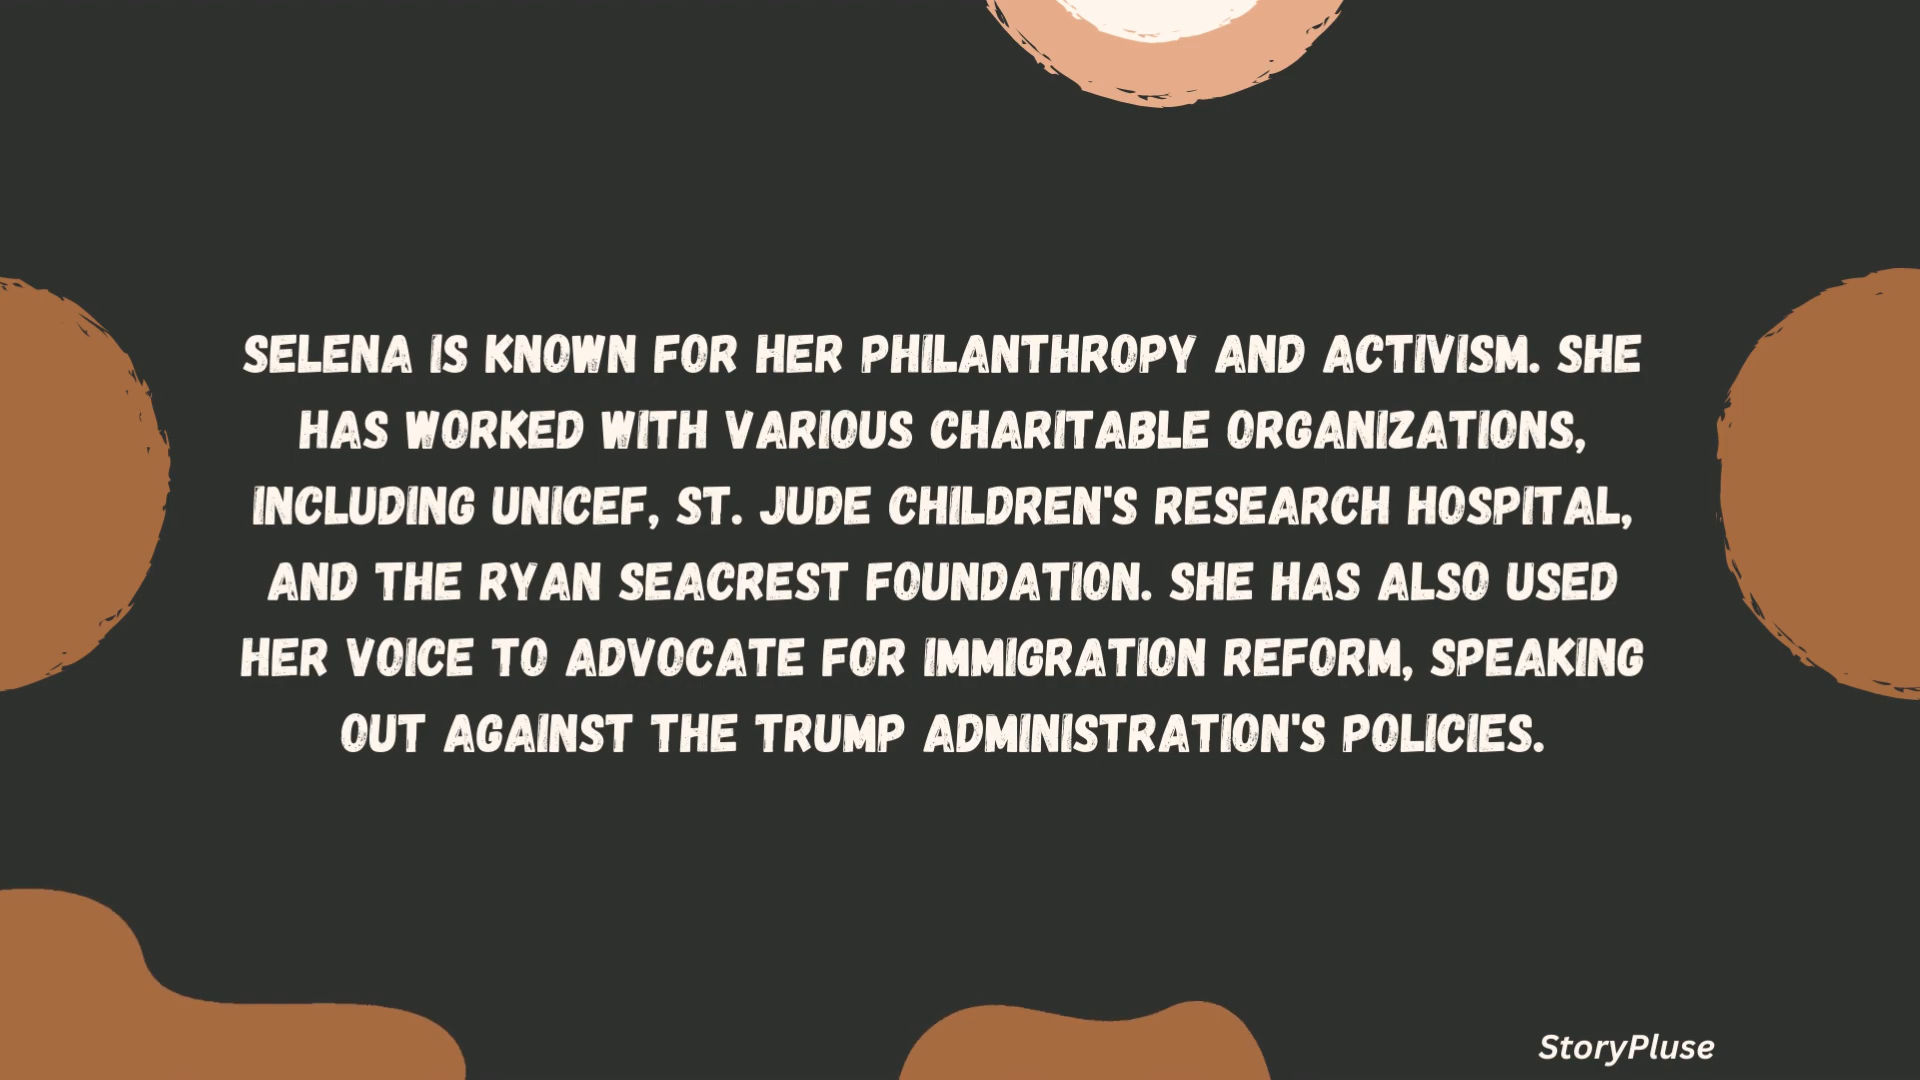 SELENA IS KNOWN FOR HER PHILANTHROPY AND ACTIVISM. SHE
HAS WORKED WITH VARIOUS CHARITABLE ORGANIZATIONS,
INCLUDING UNICEF, ST. JUDE CHILDREN'S RESEARCH HOSPITAL,
AND THE RYAN SEACREST FOUNDATION. SHE HAS ALSO USED
HER VOICE TO ADVOCATE FOR IMMIGRATION REFORM, SPEAKING
OUT AGAINST THE TRUMP ADMINISTRATION'S POLICIES.
StoryPluse